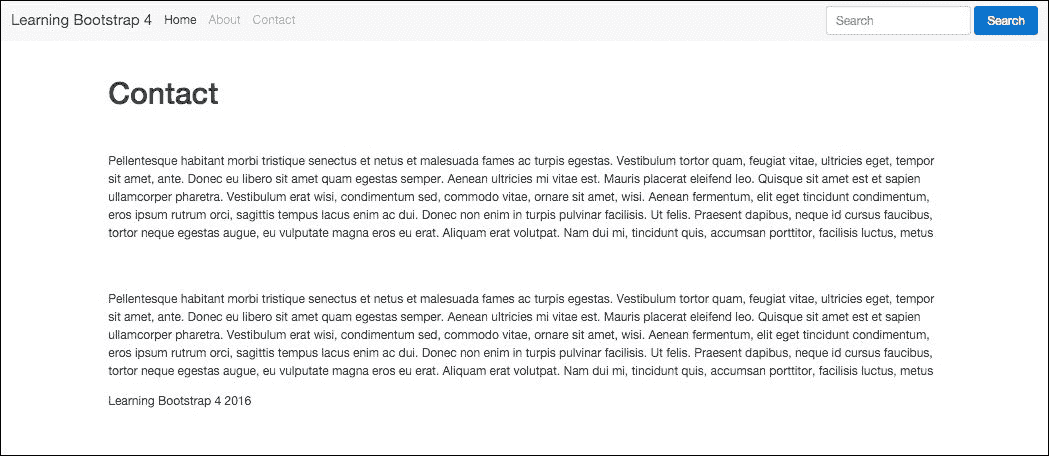 Learning Bootstrap 4 Home About Contact Search Search
Contact
Pellentesque habitant morbi tristique senectus et netus et malesuada fames ac turpis egestas. Vestibulum tortor quam, feugiat vitae, ultricies eget, tempor
sit amet, ante. Donec eu libero sit amet quam egestas semper. Aenean ultricies mi vitae est. Mauris placerat eleifend leo. Quisque sit amet est et sapien
ullamcorper pharetra. Vestibulum erat wisi, condimentum sed, commodo vitae, ornare sit amet, wisi. Aenean fermentum, elit eget tincidunt condimentum,
eros ipsum rutrum orci, sagittis tempus lacus enim ac dui. Donec non enim in turpis pulvinar facilisis. Ut felis. Praesent dapibus, neque id cursus faucibus,
tortor neque egestas augue, eu vulputate magna eros eu erat. Aliquam erat volutpat. Nam dui mi, tincidunt quis, accumsan porttitor, facilisis luctus, metus
Pellentesque habitant morbi tristique senectus et netus et malesuada fames ac turpis egestas. Vestibulum tortor quam, feugiat vitae, ultricies eget, tempor
sit amet, ante. Donec eu libero sit amet quam egestas semper. Aenean ultricies mi vitae est. Mauris placerat eleifend leo. Quisque sit amet est et sapien
ullamcorper pharetra. Vestibulum erat wisi, condimentum sed, commodo vitae, ornare sit amet, wisi. Aenean fermentum, elit eget tincidunt condimentum,
eros ipsum rutrum orci, sagittis tempus lacus enim ac dui. Donec non enim in turpis pulvinar facilisis. Ut felis. Praesent dapibus, neque id cursus faucibus,
tortor neque egestas augue, eu vulputate magna eros eu erat. Aliquam erat volutpat. Nam dui mi, tincidunt quis, accumsan porttitor, facilisis luctus, metus
Learning Bootstrap 4 2016